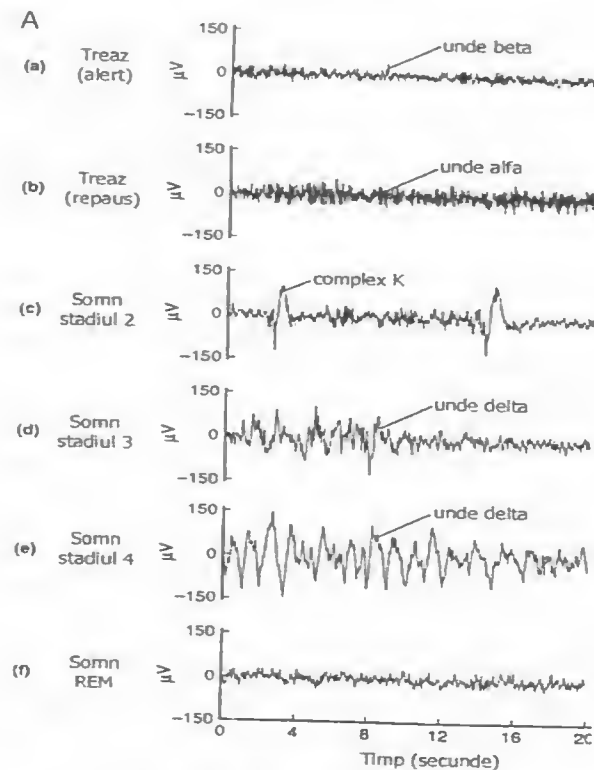 A
(a) Treaz (alert)
µV
150
0
−150
unde beta
(b) Treaz (repaus)
µV
150
0
−150
unde alfa
(c) Somn stadiul 2
µV
150
0
−150
complex K
(d) Somn stadiul 3
µV
150
0
−150
unde delta
(e) Somn stadiul 4
µV
150
0
−150
unde delta
(f) Somn REM
µV
150
0
−150
0 4 8 12 16 20
Timp (secunde)